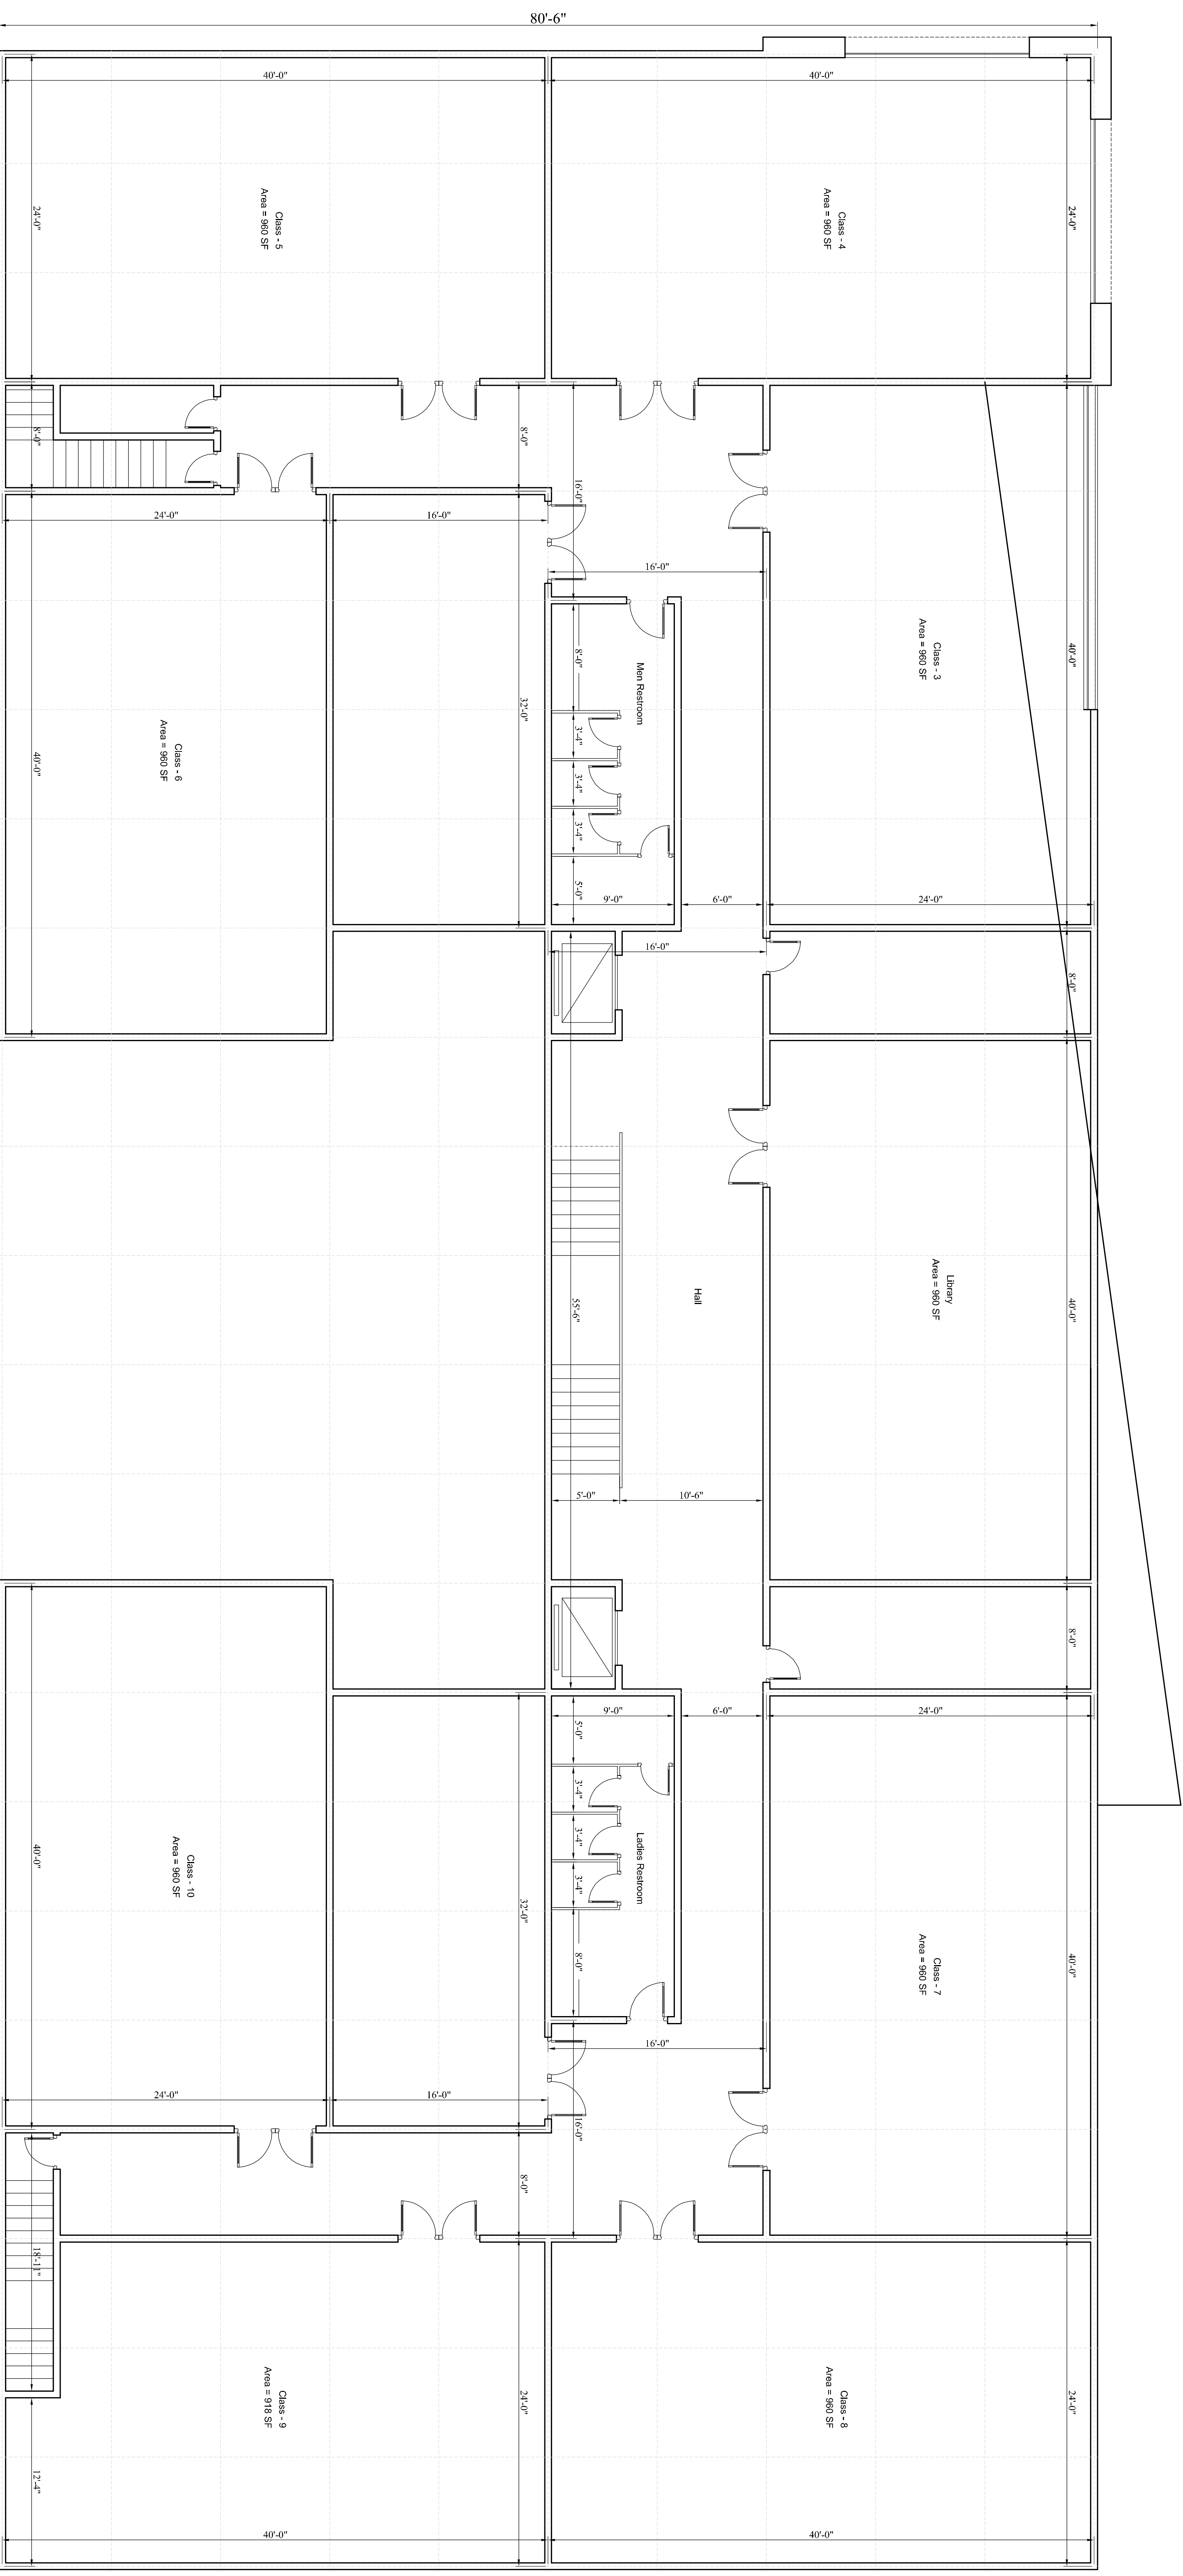 80'-6"
40'-0"
40'-0"
24'-0"
Class - 5
Area = 960 SF
Class - 4
Area = 960 SF
24'-0"
8'-0"
8'-0"
16'-0"
24'-0"
16'-0"
16'-0"
Class - 3
Area = 960 SF
40'-0"
Class - 6
Area = 960 SF
40'-0"
32'-0"
8'-0"
Men Restroom
3'-4"
3'-4"
3'-4"
5'-0"
9'-0"
6'-0"
24'-0"
16'-0"
8'-0"
Library
Area = 960 SF
40'-0"
Hall
55'-6"
5'-0"
10'-6"
8'-0"
9'-0"
6'-0"
24'-0"
5'-0"
3'-4"
3'-4"
3'-4"
Ladies Restroom
8'-0"
Class - 10
Area = 960 SF
40'-0"
32'-0"
Class - 7
Area = 960 SF
40'-0"
16'-0"
24'-0"
16'-0"
16'-0"
8'-0"
18'-11"
Class - 9
Area = 918 SF
24'-0"
Class - 8
Area = 960 SF
24'-0"
12'-4"
40'-0"
40'-0"